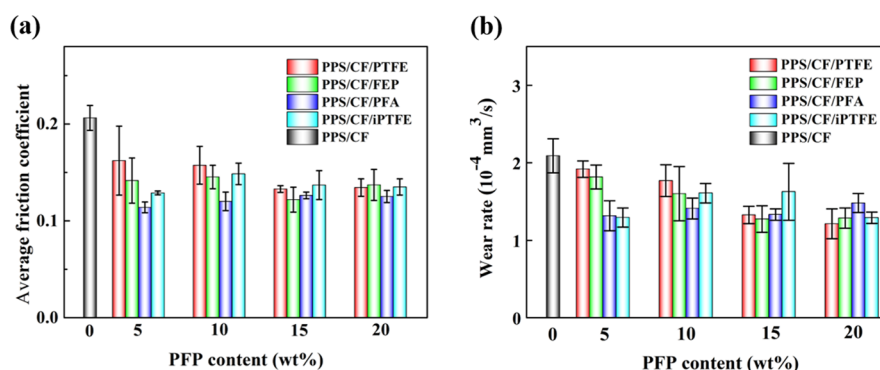 (a)
Average friction coefficient
0.2
0.1
0.0
PPS/CF/PTFE
PPS/CF/FEP
PPS/CF/PFA
PPS/CF/iPTFE
PPS/CF
0 5 10 15 20
PFP content (wt%)
(b)
Wear rate (10⁻⁴ mm³/s)
3
2
1
0
PPS/CF/PTFE
PPS/CF/FEP
PPS/CF/PFA
PPS/CF/iPTFE
PPS/CF
0 5 10 15 20
PFP content (wt%)